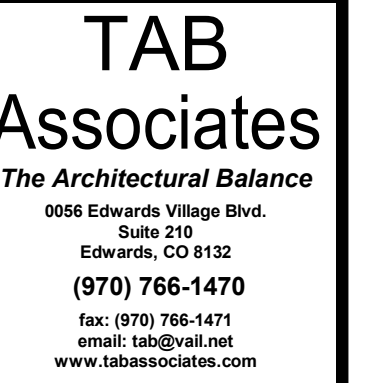 TAB
Associates
The Architectural Balance
0056 Edwards Village Blvd.
Suite 210
Edwards, CO 8132
(970) 766-1470
fax: (970) 766-1471
email: tab@vail.net
www.tabassociates.com